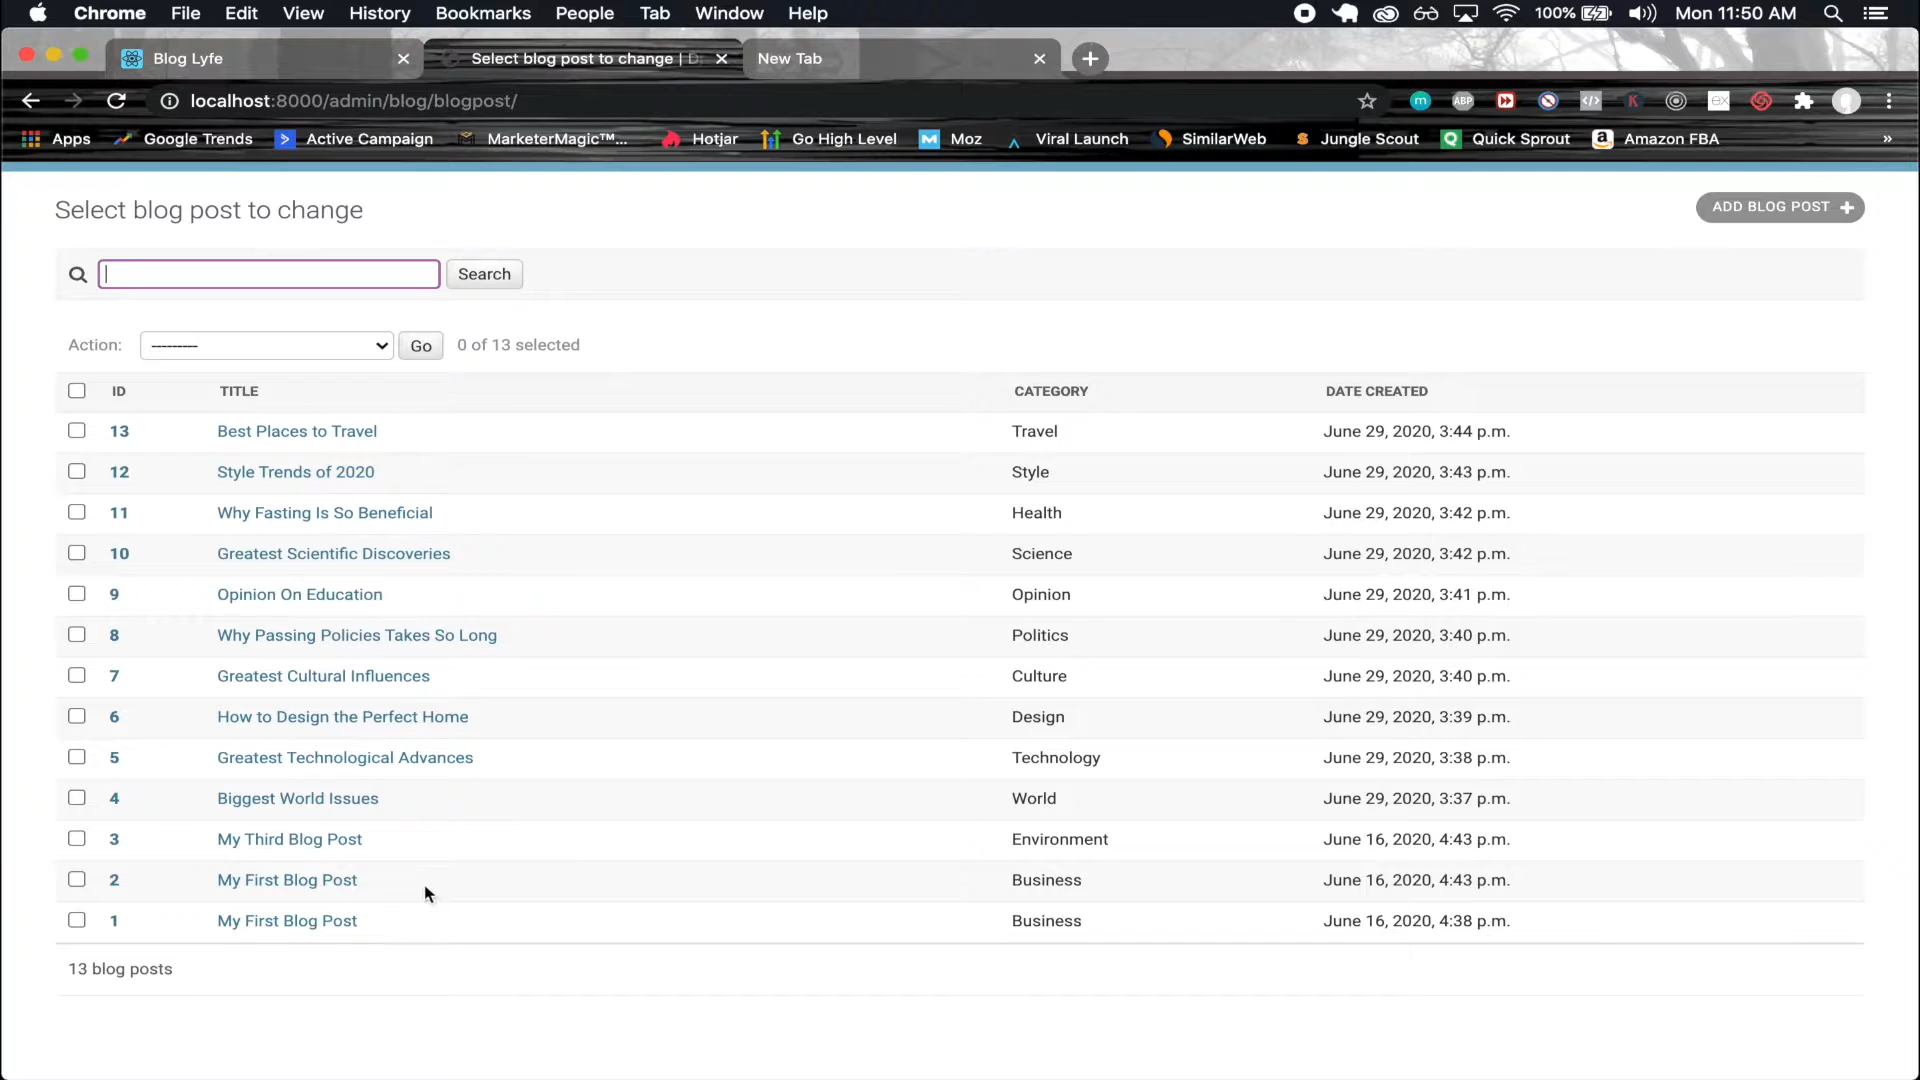 Chrome File Edit View History Bookmarks People Tab Window Help 100% Mon 11:50 AM
Blog Lyfe Select blog post to change | D New Tab
localhost:8000/admin/blog/blogpost/ m ABP ex
Apps Google Trends Active Campaign MarketerMagic™... Hotjar Go High Level Moz Viral Launch SimilarWeb Jungle Scout Quick Sprout Amazon FBA »
Select blog post to change ADD BLOG POST +
Search
Action: --------- Go 0 of 13 selected
ID TITLE CATEGORY DATE CREATED
13 Best Places to Travel Travel June 29, 2020, 3:44 p.m.
12 Style Trends of 2020 Style June 29, 2020, 3:43 p.m.
11 Why Fasting Is So Beneficial Health June 29, 2020, 3:42 p.m.
10 Greatest Scientific Discoveries Science June 29, 2020, 3:42 p.m.
9 Opinion On Education Opinion June 29, 2020, 3:41 p.m.
8 Why Passing Policies Takes So Long Politics June 29, 2020, 3:40 p.m.
7 Greatest Cultural Influences Culture June 29, 2020, 3:40 p.m.
6 How to Design the Perfect Home Design June 29, 2020, 3:39 p.m.
5 Greatest Technological Advances Technology June 29, 2020, 3:38 p.m.
4 Biggest World Issues World June 29, 2020, 3:37 p.m.
3 My Third Blog Post Environment June 16, 2020, 4:43 p.m.
2 My First Blog Post Business June 16, 2020, 4:43 p.m.
1 My First Blog Post Business June 16, 2020, 4:38 p.m.
13 blog posts